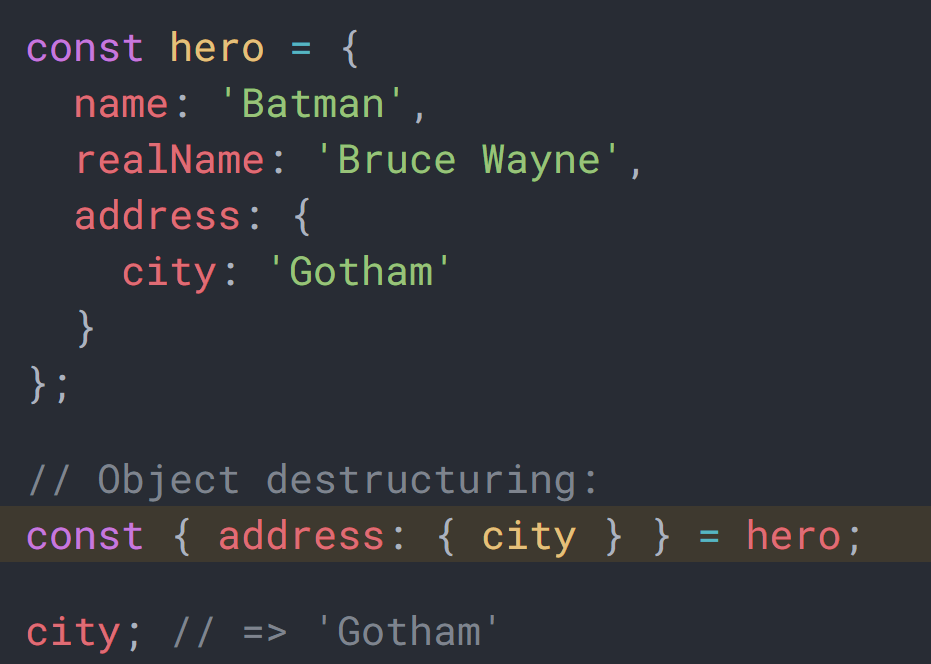 const hero = {
  name: 'Batman',
  realName: 'Bruce Wayne',
  address: {
    city: 'Gotham'
  }
};
// Object destructuring:
const { address: { city } } = hero;
city; // => 'Gotham'